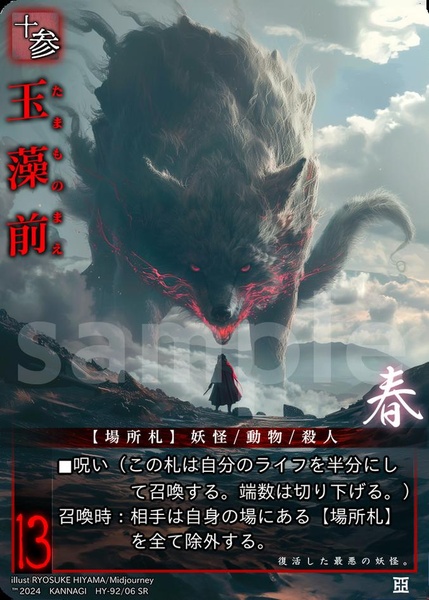 十参
玉藻前
たまものまえ
sample
春
【場所札】妖怪/動物/殺人
■呪い（この札は自分のライフを半分にし
て召喚する。端数は切り下げる。）
召喚時：相手は自身の場にある【場所札】
を全て除外する。
13
復活した最悪の妖怪。
illust RYOSUKE HIYAMA/Midjourney
™2024 KANNAGI HY-92/06 SR